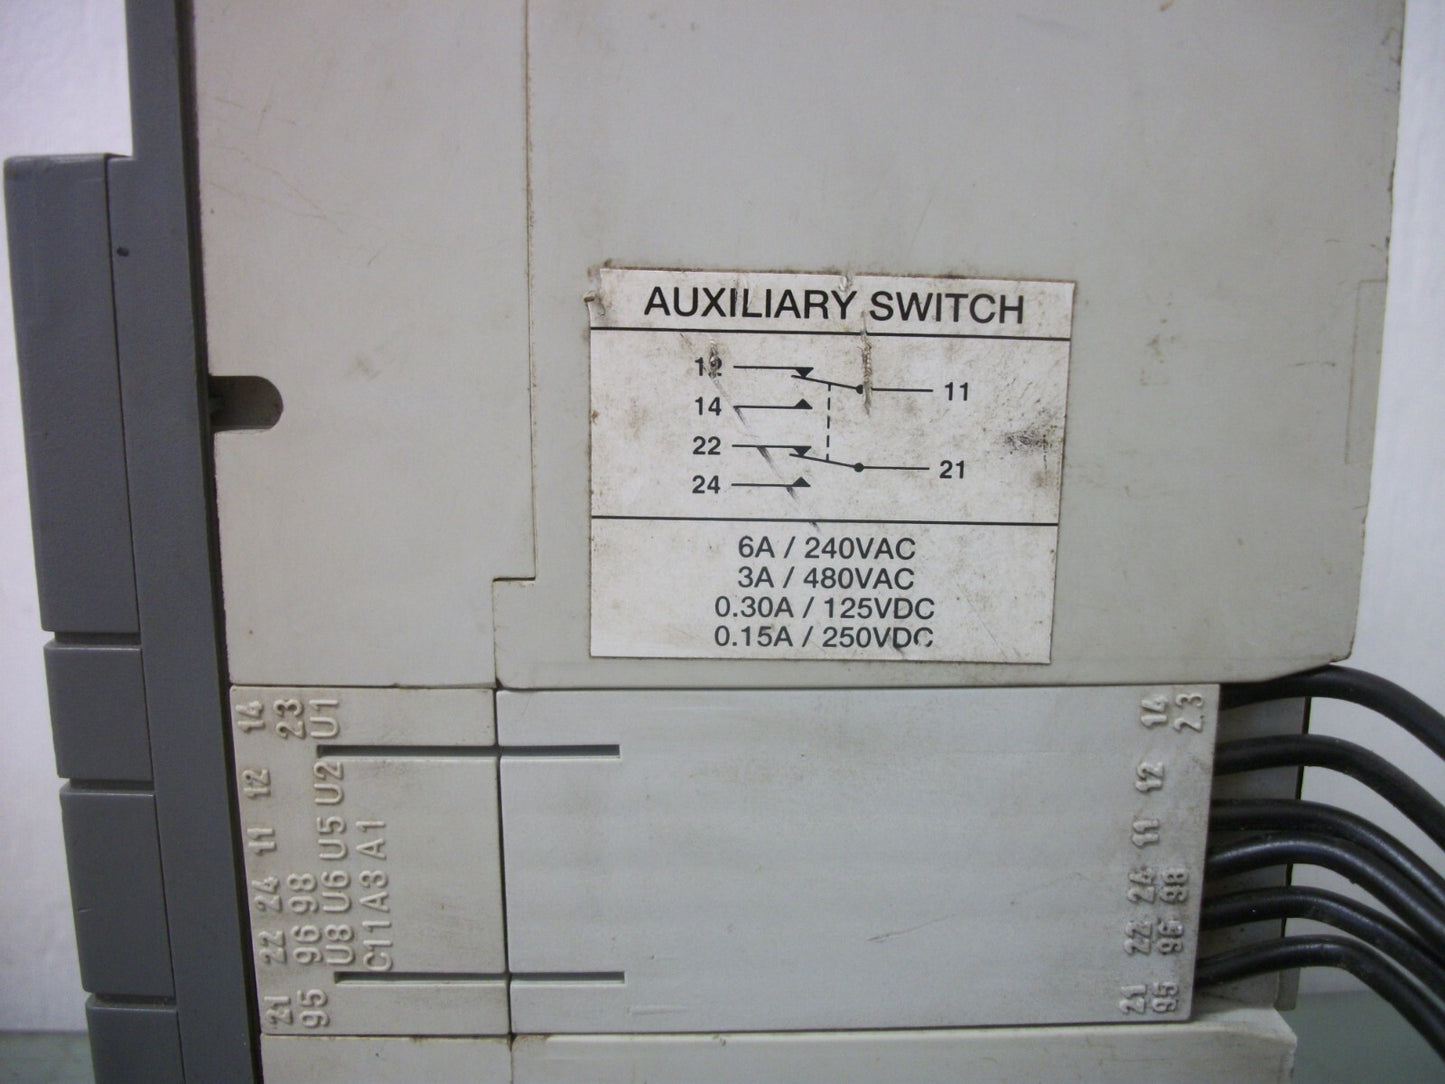 AUXILIARY SWITCH
12
11
14
22
21
24
6A / 240VAC
3A / 480VAC
0.30A / 125VDC
0.15A / 250VDC
14 12 11 24 22 21
23 98 96 95
U1 U2 U5 U6 U8
A1 A3 C11
14 12 11 24 22 21
23 98 96 95